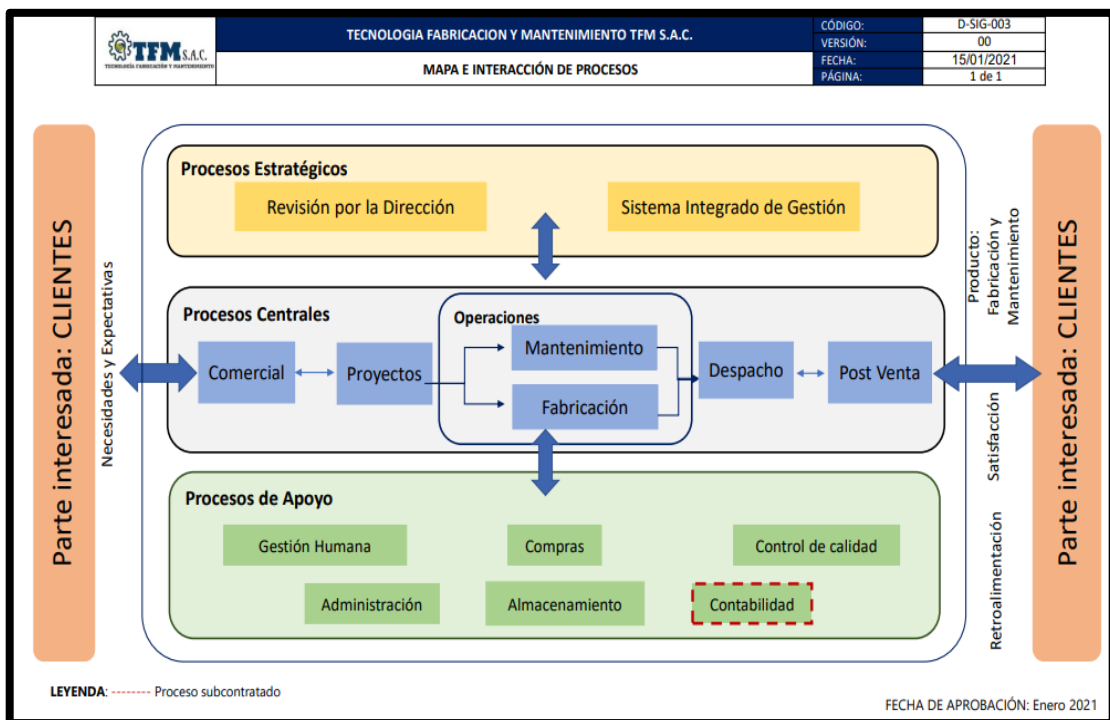 TFM S.A.C.
TECNOLOGÍA FABRICACIÓN Y MANTENIMIENTO
TECNOLOGIA FABRICACION Y MANTENIMIENTO TFM S.A.C.
MAPA E INTERACCIÓN DE PROCESOS
CÓDIGO: D-SIG-003
VERSIÓN: 00
FECHA: 15/01/2021
PÁGINA: 1 de 1
Parte interesada: CLIENTES
Necesidades y Expectativas
Procesos Estratégicos
Revisión por la Dirección
Sistema Integrado de Gestión
Procesos Centrales
Operaciones
Comercial
Proyectos
Mantenimiento
Fabricación
Despacho
Post Venta
Procesos de Apoyo
Gestión Humana
Compras
Control de calidad
Administración
Almacenamiento
Contabilidad
Producto:
Fabricación y
Mantenimiento
Satisfacción
Retroalimentación
Parte interesada: CLIENTES
LEYENDA: -------- Proceso subcontratado
FECHA DE APROBACIÓN: Enero 2021